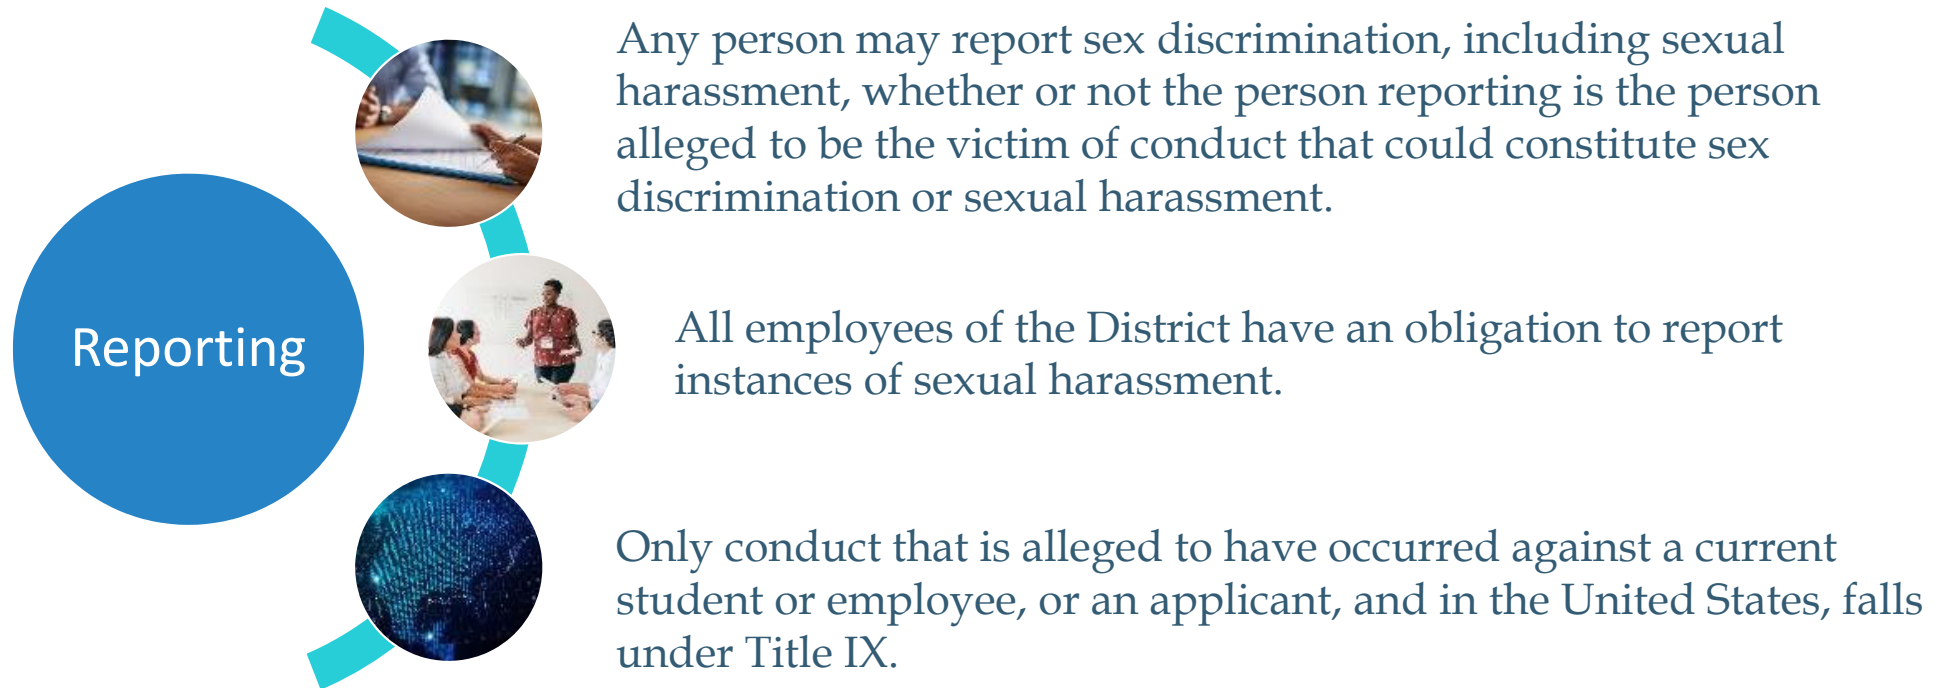 Reporting
Any person may report sex discrimination, including sexual
harassment, whether or not the person reporting is the person
alleged to be the victim of conduct that could constitute sex
discrimination or sexual harassment.
All employees of the District have an obligation to report
instances of sexual harassment.
Only conduct that is alleged to have occurred against a current
student or employee, or an applicant, and in the United States, falls
under Title IX.